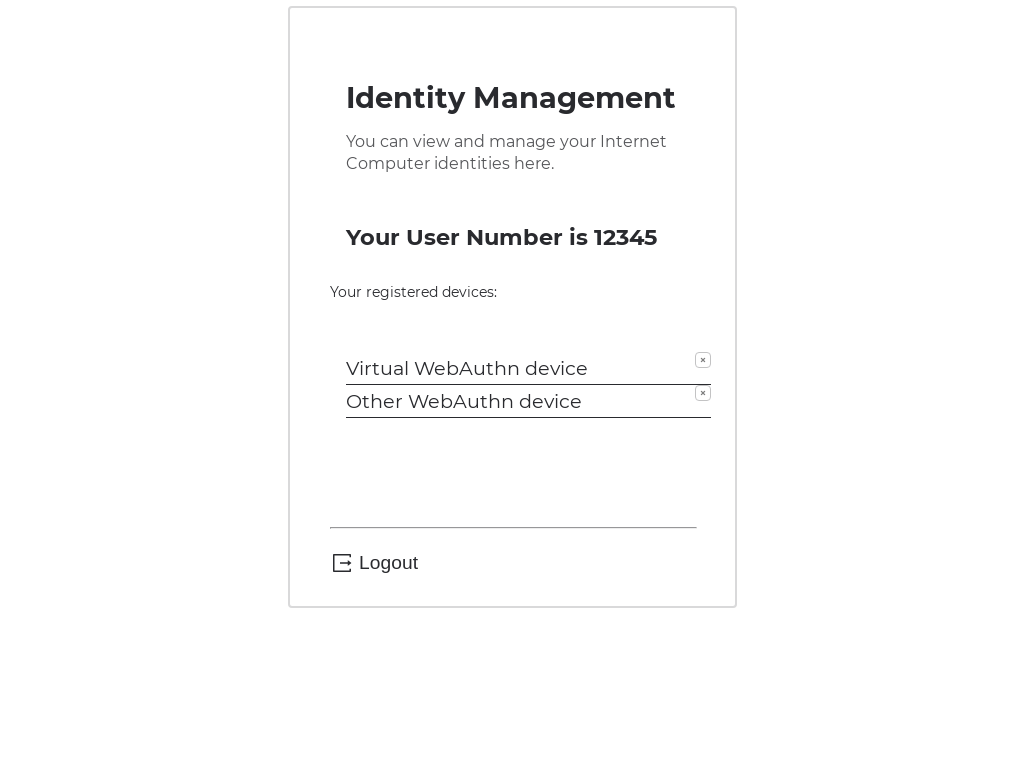 Identity Management
You can view and manage your Internet
Computer identities here.
Your User Number is 12345
Your registered devices:
Virtual WebAuthn device
Other WebAuthn device
Logout